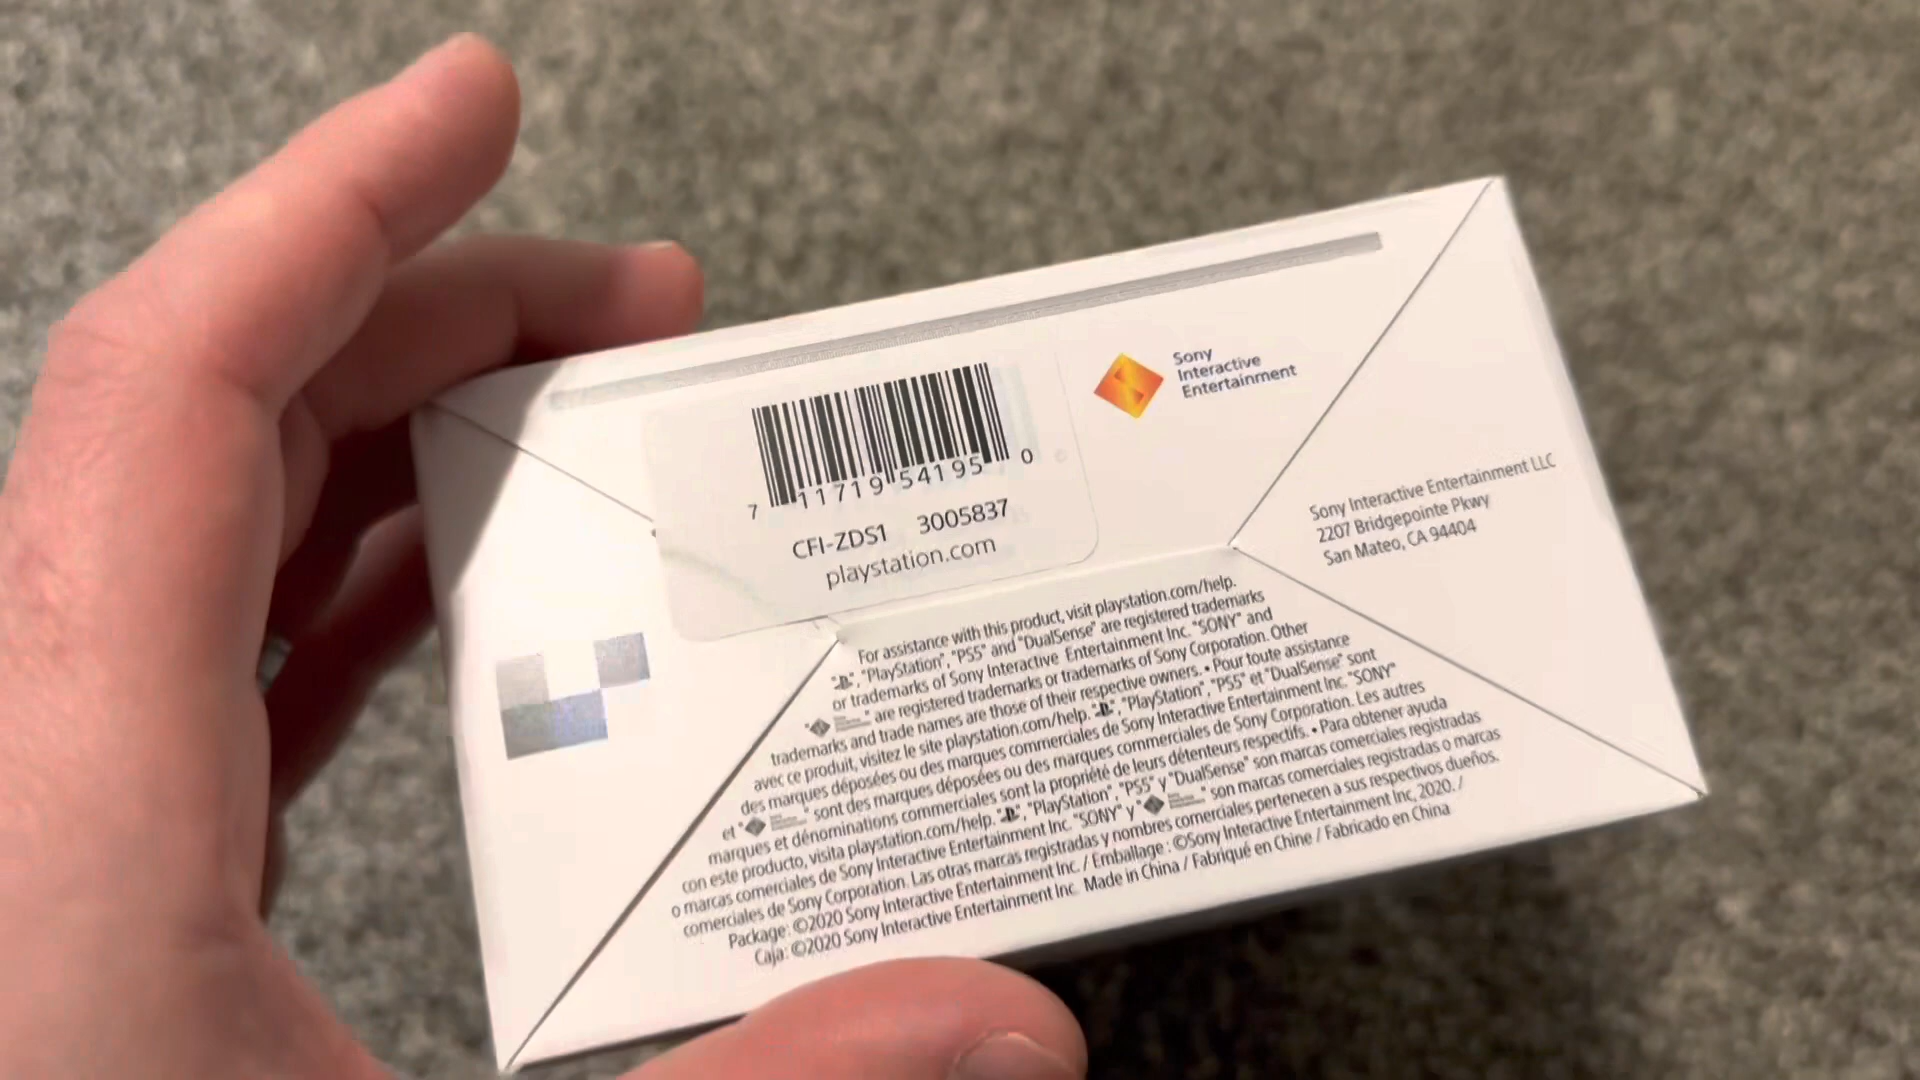 Sony
Interactive
Entertainment
7 11719 54195 0
CFI-ZDS1 3005837
playstation.com
Sony Interactive Entertainment LLC
2207 Bridgepointe Pkwy
San Mateo, CA 94404
For assistance with this product, visit playstation.com/help.
" ", "PlayStation", "PS5" and "DualSense" are registered trademarks
or trademarks of Sony Interactive Entertainment Inc. "SONY" and
" " are registered trademarks or trademarks of Sony Corporation. Other
trademarks and trade names are those of their respective owners. • Pour toute assistance
avec ce produit, visitez le site playstation.com/help. " ", "PlayStation", "PS5" et "DualSense" sont
des marques déposées ou des marques commerciales de Sony Interactive Entertainment Inc. "SONY"
et " " sont des marques déposées ou des marques commerciales de Sony Corporation. Les autres
marques et dénominations commerciales sont la propriété de leurs détenteurs respectifs. • Para obtener ayuda
con este producto, visita playstation.com/help. " ", "PlayStation", "PS5" y "DualSense" son marcas comerciales registradas
o marcas comerciales de Sony Interactive Entertainment Inc. "SONY" y " " son marcas comerciales registradas o marcas
comerciales de Sony Corporation. Las otras marcas registradas y nombres comerciales pertenecen a sus respectivos dueños.
Package: ©2020 Sony Interactive Entertainment Inc. / Emballage : ©Sony Interactive Entertainment Inc, 2020. /
Caja: ©2020 Sony Interactive Entertainment Inc. Made in China / Fabriqué en Chine / Fabricado en China